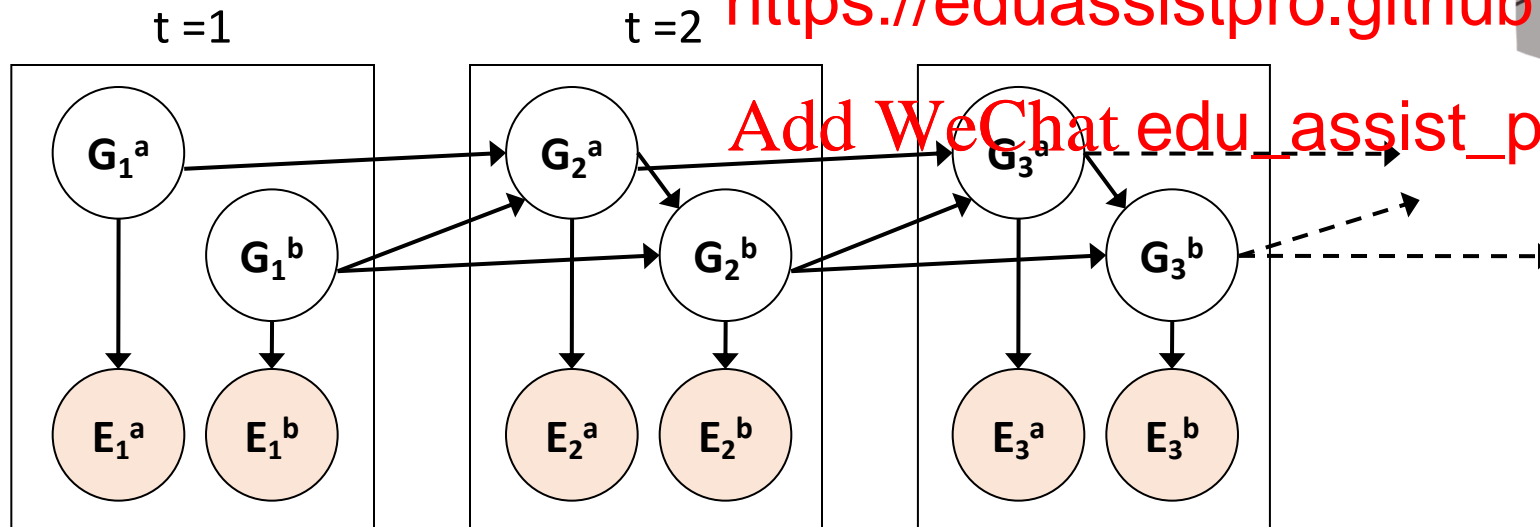 https://eduassistpro.github
t =1
t =2
Add WeChat edu_assist_p
G₁ᵃ
G₂ᵃ
G₃ᵃ
G₁ᵇ
G₂ᵇ
G₃ᵇ
E₁ᵃ
E₁ᵇ
E₂ᵃ
E₂ᵇ
E₃ᵃ
E₃ᵇ